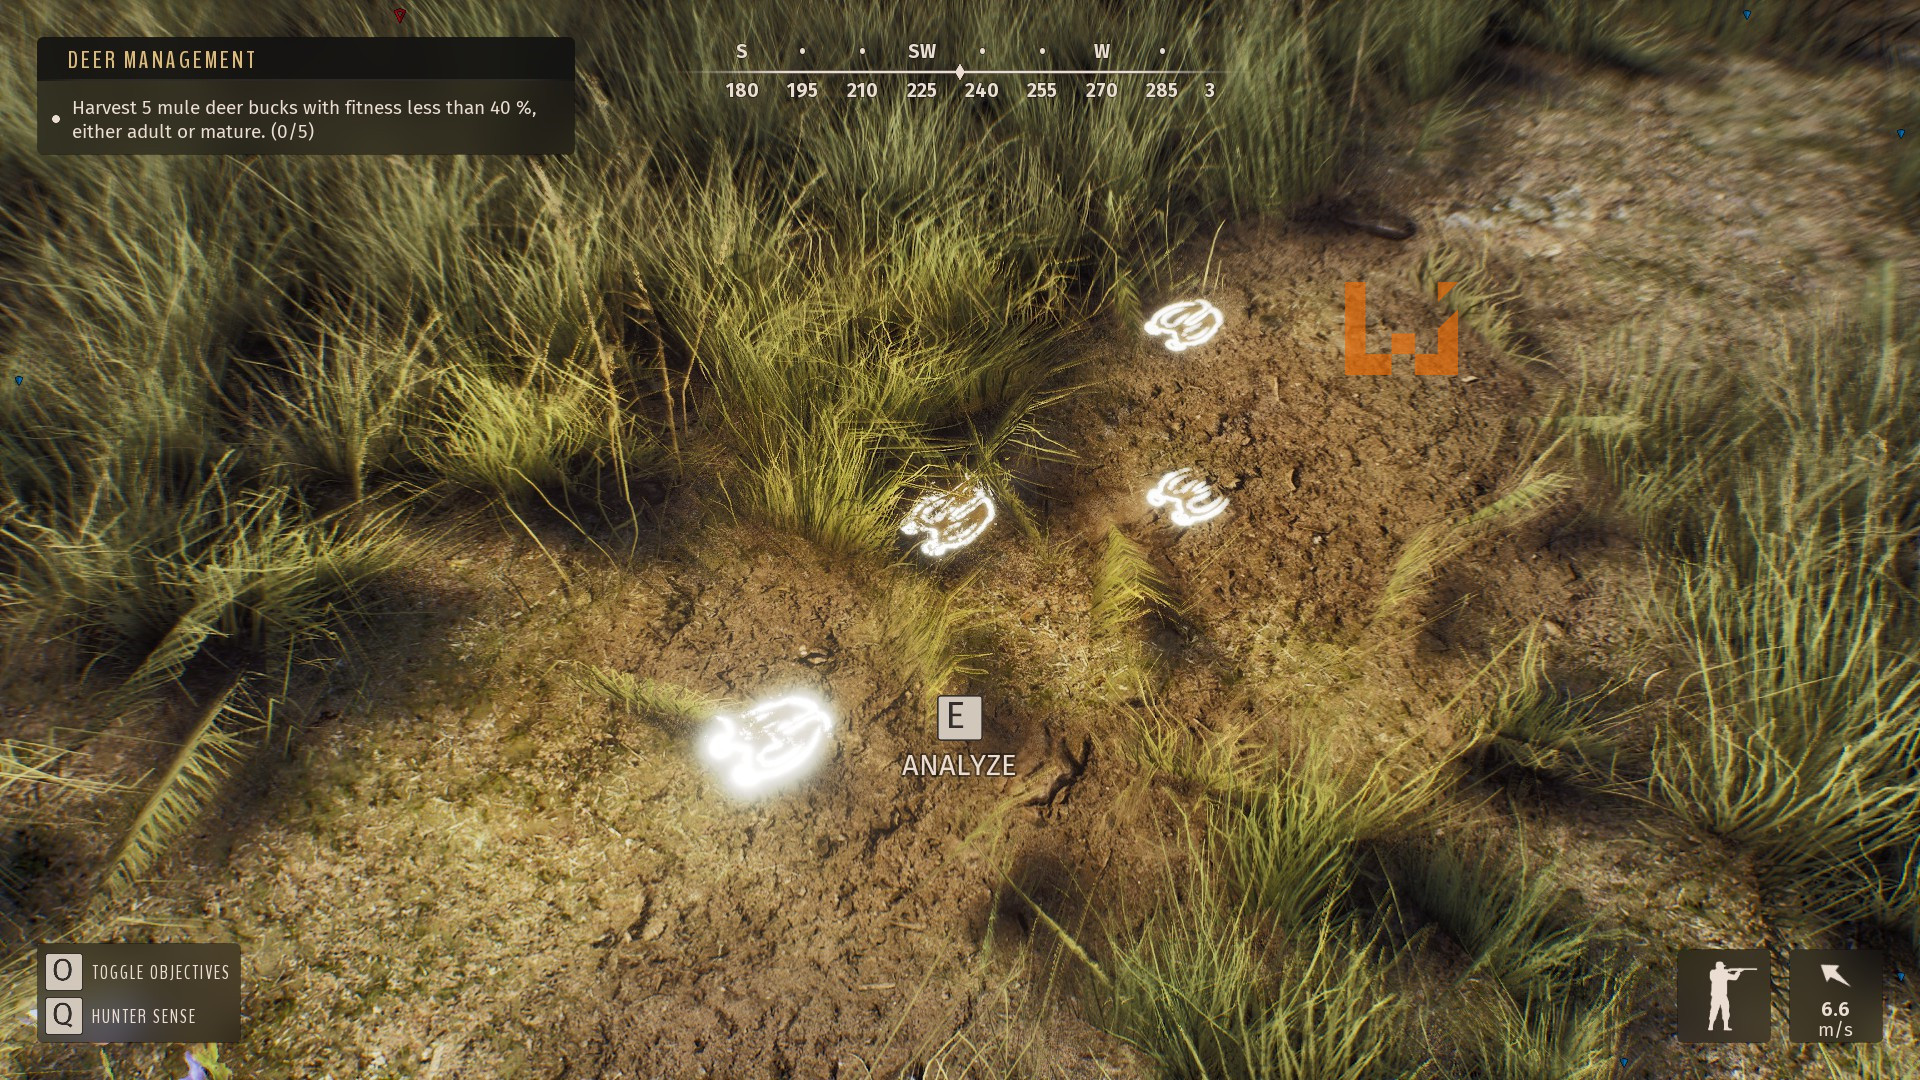 DEER MANAGEMENT
Harvest 5 mule deer bucks with fitness less than 40 %,
either adult or mature. (0/5)
S • • SW • • W •
180 195 210 225 240 255 270 285 3
E
ANALYZE
O TOGGLE OBJECTIVES
Q HUNTER SENSE
6.6
m/s